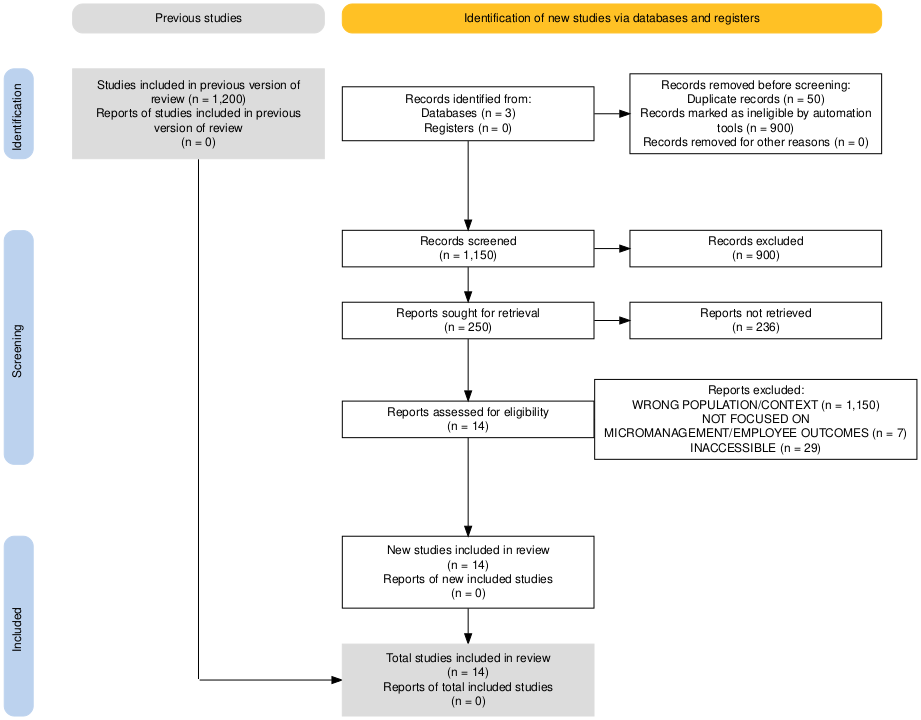 Previous studies
Identification of new studies via databases and registers
Identification
Studies included in previous version of
review (n = 1,200)
Reports of studies included in previous
version of review
(n = 0)
Records identified from:
Databases (n = 3)
Registers (n = 0)
Records removed before screening:
Duplicate records (n = 50)
Records marked as ineligible by automation
tools (n = 900)
Records removed for other reasons (n = 0)
Screening
Records screened
(n = 1,150)
Records excluded
(n = 900)
Reports sought for retrieval
(n = 250)
Reports not retrieved
(n = 236)
Reports assessed for eligibility
(n = 14)
Reports excluded:
WRONG POPULATION/CONTEXT (n = 1,150)
NOT FOCUSED ON
MICROMANAGEMENT/EMPLOYEE OUTCOMES (n = 7)
INACCESSIBLE (n = 29)
Included
New studies included in review
(n = 14)
Reports of new included studies
(n = 0)
Total studies included in review
(n = 14)
Reports of total included studies
(n = 0)